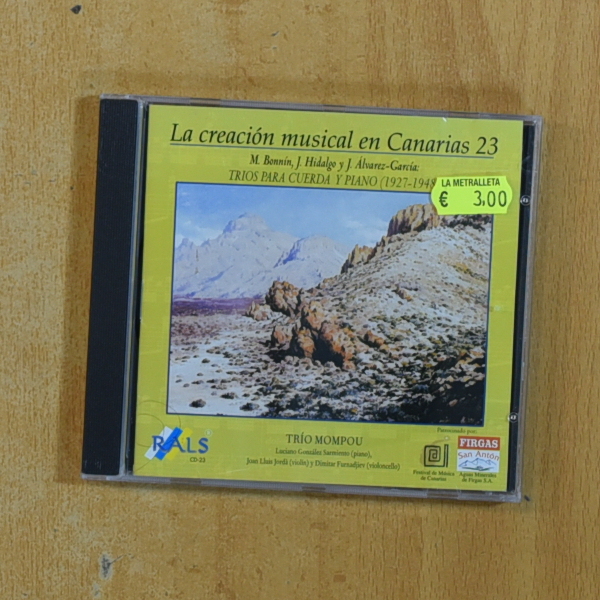 La creación musical en Canarias 23
M. Bonnín, J. Hidalgo y J. Álvarez-García:
TRIOS PARA CUERDA Y PIANO (1927-1948
LA METRALLETA
€ 3.00
RALS
CD-23
TRÍO MOMPOU
Luciano González Sarmiento (piano),
Joan Lluis Jordá (violín) y Dimitar Furnadjiev (violoncello)
Patrocinado por:
Festival de Música
de Canarias
FIRGAS
San Antón
Aguas Minerales
de Firgas S.A.